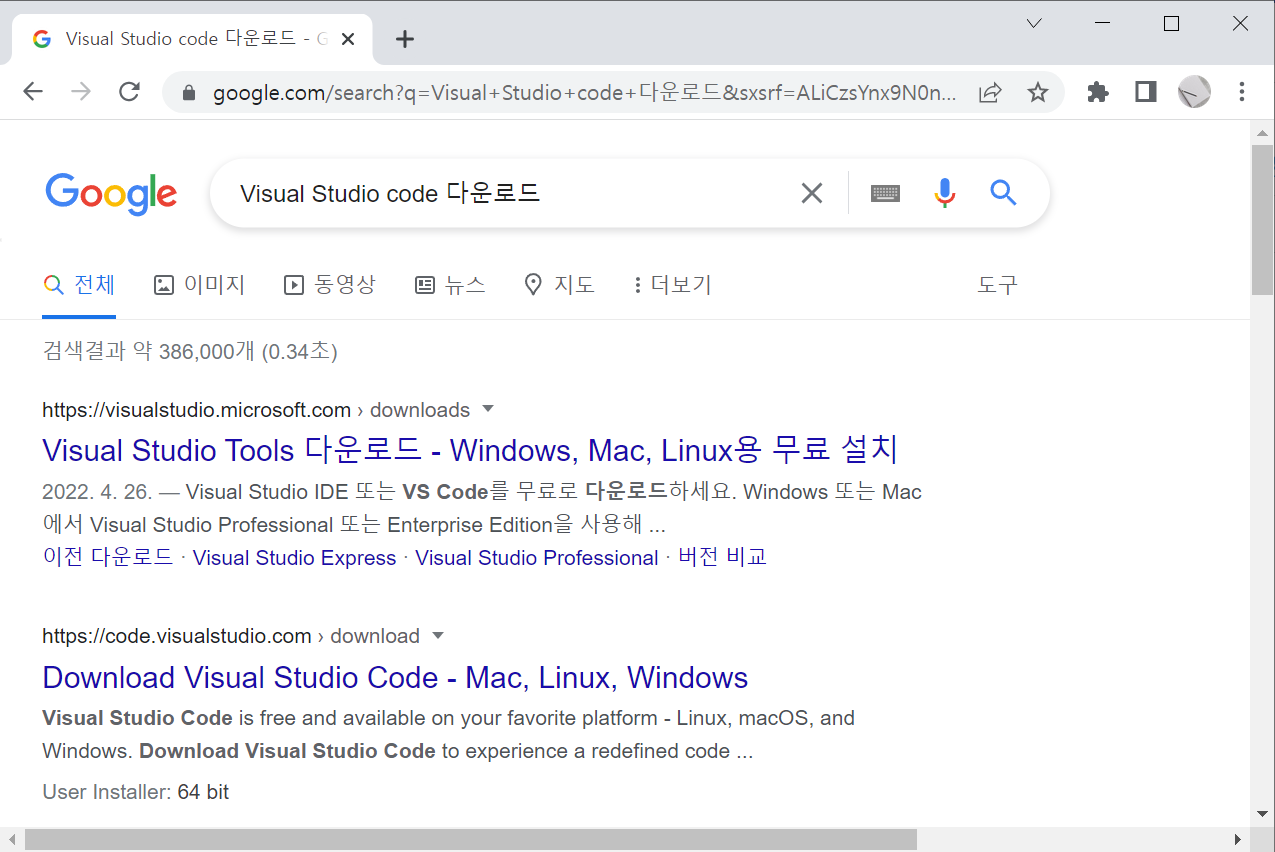 Visual Studio code 다운로드 - G
google.com/search?q=Visual+Studio+code+다운로드&sxsrf=ALiCzsYnx9N0n...
Google Visual Studio code 다운로드
전체 이미지 동영상 뉴스 지도 더보기 도구
검색결과 약 386,000개 (0.34초)
https://visualstudio.microsoft.com › downloads
Visual Studio Tools 다운로드 - Windows, Mac, Linux용 무료 설치
2022. 4. 26. — Visual Studio IDE 또는 VS Code를 무료로 다운로드하세요. Windows 또는 Mac
에서 Visual Studio Professional 또는 Enterprise Edition을 사용해 ...
이전 다운로드 · Visual Studio Express · Visual Studio Professional · 버전 비교
https://code.visualstudio.com › download
Download Visual Studio Code - Mac, Linux, Windows
Visual Studio Code is free and available on your favorite platform - Linux, macOS, and
Windows. Download Visual Studio Code to experience a redefined code ...
User Installer: 64 bit